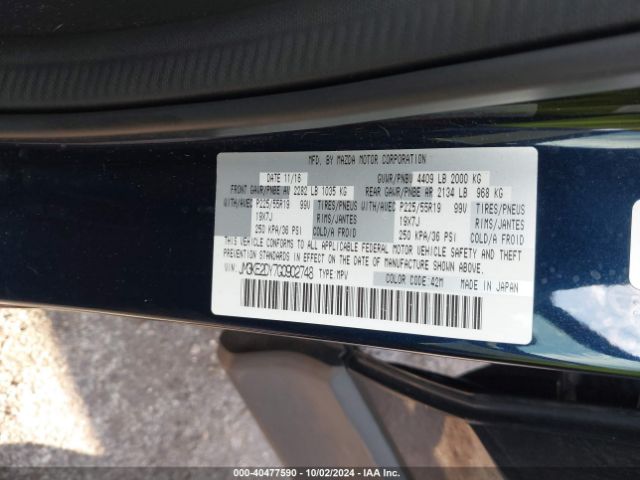 MFD. BY MAZDA MOTOR CORPORATION
DATE 11/16 GVWR/PNBV 4409 LB 2000 KG
FRONT GAWR/PNBE AV 2282 LB 1035 KG REAR GAWR/PNBE AR 2134 LB 968 KG
WITH/AVEC P225/55R19 99V TIRES/PNEUS WITH/AVEC P225/55R19 99V TIRES/PNEUS
19X7J RIMS/JANTES 19X7J RIMS/JANTES
250 KPA/36 PSI COLD/A FROID 250 KPA/36 PSI COLD/A FROID
THIS VEHICLE CONFORMS TO ALL APPLICABLE FEDERAL MOTOR VEHICLE SAFETY AND THEFT
PREVENTION STANDARDS IN EFFECT ON THE DATE OF MANUFACTURE SHOWN ABOVE.
VIN: JM3KE2DY7G0902748 TYPE: MPV COLOR CODE: 42M MADE IN JAPAN
000-40477590 - 10/02/2024 - IAA Inc.